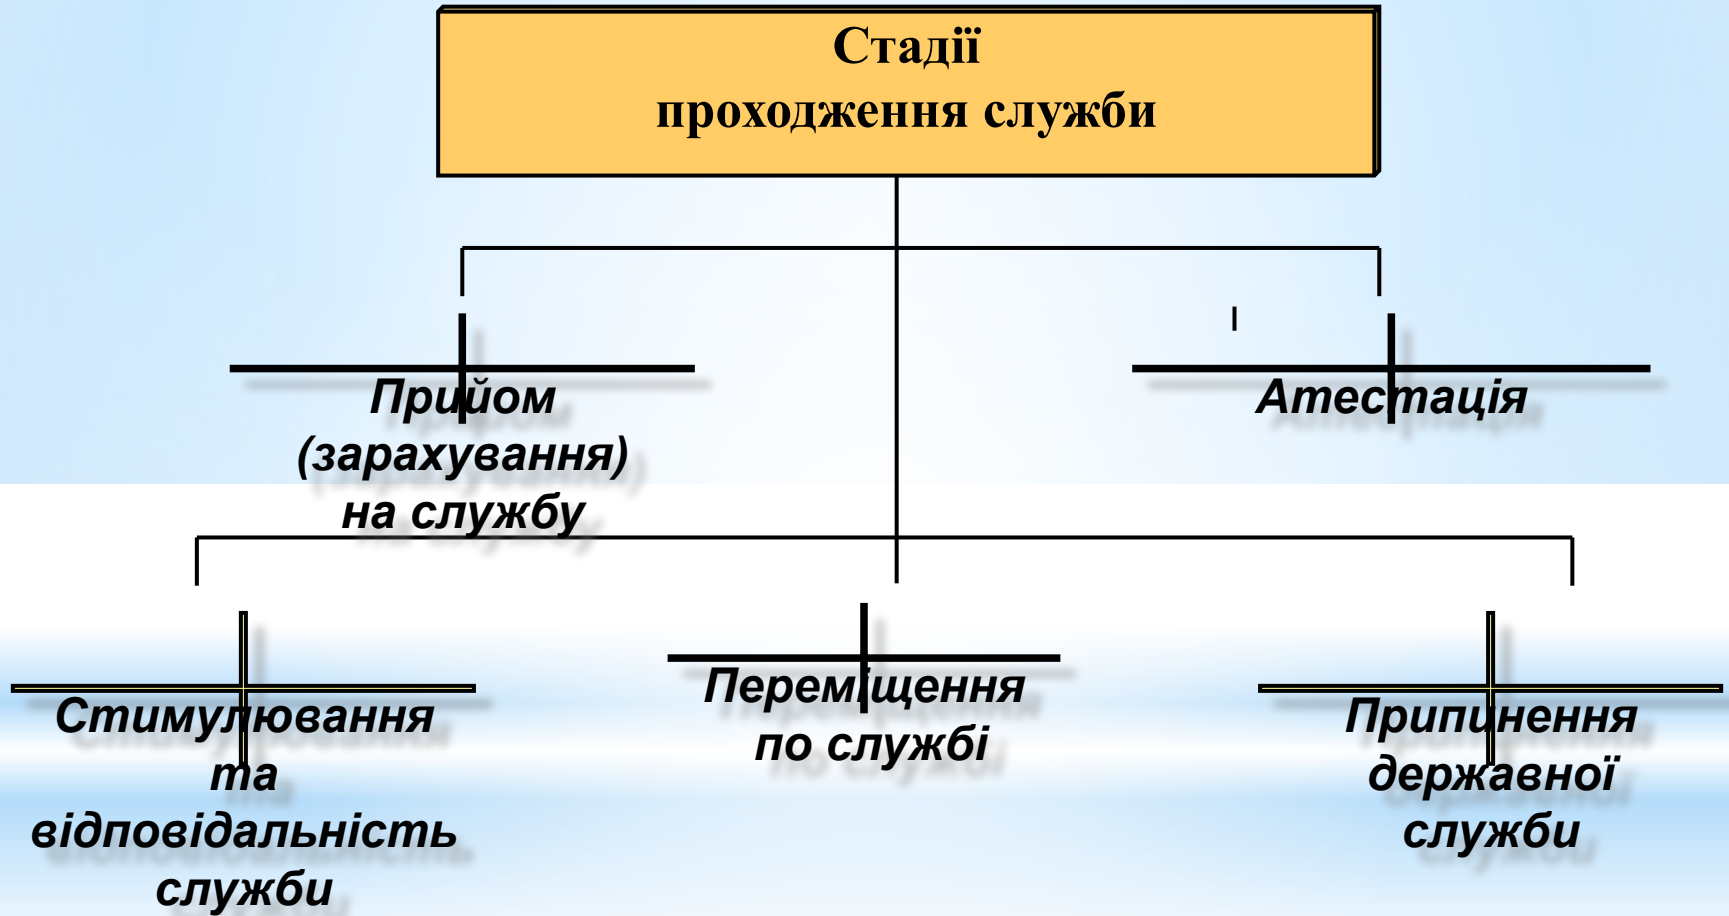 Стадії
проходження служби
Прийом
(зарахування)
на службу
Атестація
Стимулювання
та
відповідальність
служби
Переміщення
по службі
Припинення
державної
служби